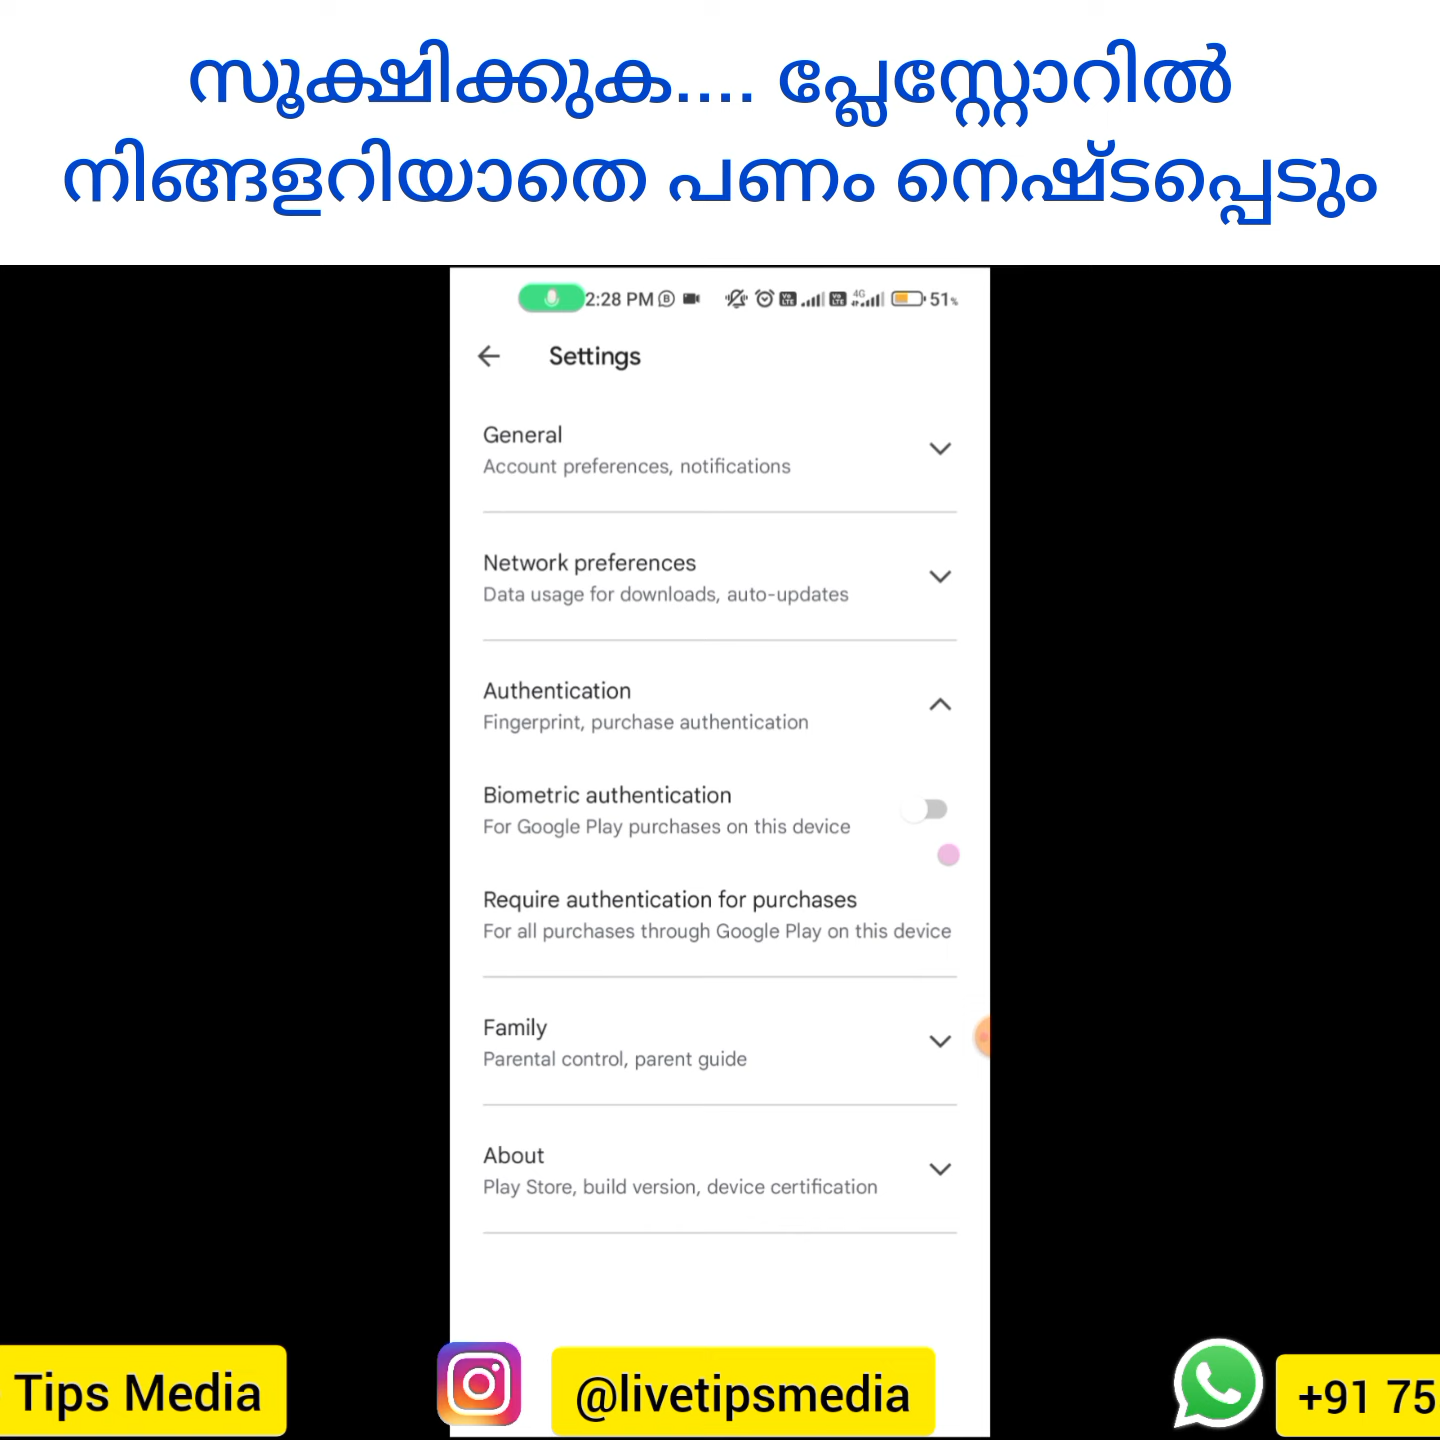 സൂക്ഷിക്കുക.... പ്ലേസ്റ്റോറിൽ
നിങ്ങളറിയാതെ പണം നെഷ്ടപ്പെടും
2:28 PM 4G 51%
Settings
General
Account preferences, notifications
Network preferences
Data usage for downloads, auto-updates
Authentication
Fingerprint, purchase authentication
Biometric authentication
For Google Play purchases on this device
Require authentication for purchases
For all purchases through Google Play on this device
Family
Parental control, parent guide
About
Play Store, build version, device certification
Tips Media @livetipsmedia +91 75